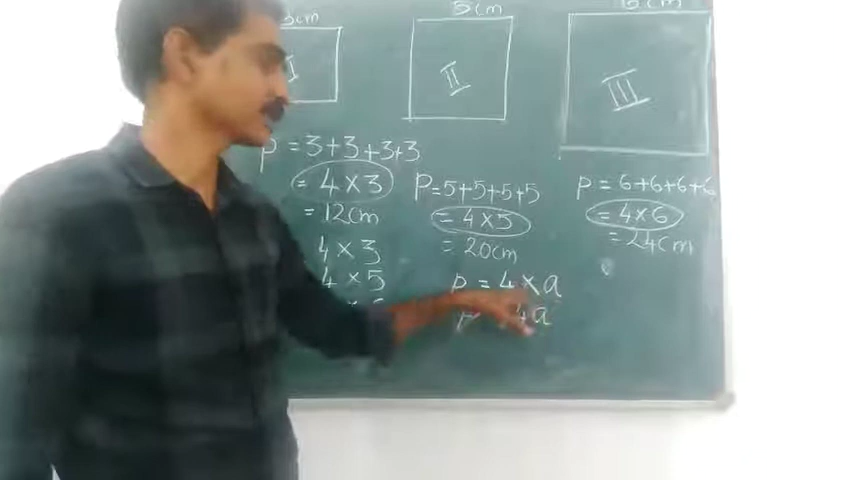 3cm
5cm
6cm
I
II
III
P = 3+3+3+3
= 4×3
= 12cm
4×3
4×5
P = 5+5+5+5
= 4×5
= 20cm
P = 6+6+6+6
= 4×6
= 24cm
p = 4×a
4a